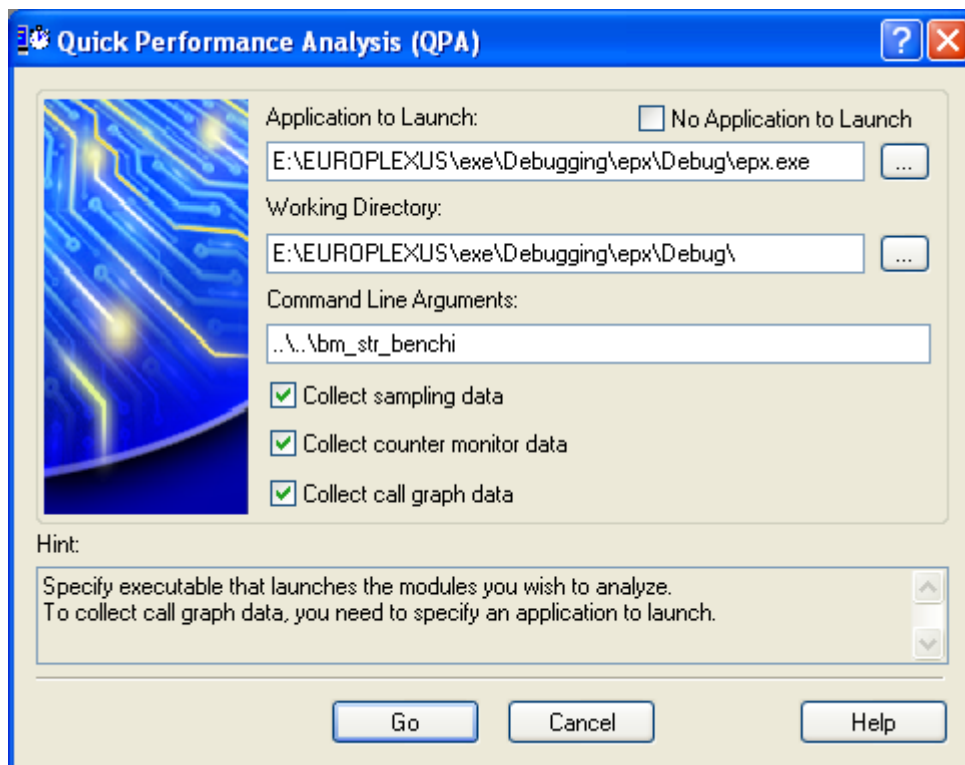 Quick Performance Analysis (QPA)
Application to Launch:
No Application to Launch
E:\EUROPLEXUS\exe\Debugging\epx\Debug\epx.exe
...
Working Directory:
E:\EUROPLEXUS\exe\Debugging\epx\Debug\
...
Command Line Arguments:
..\..\bm_str_benchi
Collect sampling data
Collect counter monitor data
Collect call graph data
Hint:
Specify executable that launches the modules you wish to analyze.
To collect call graph data, you need to specify an application to launch.
Go
Cancel
Help